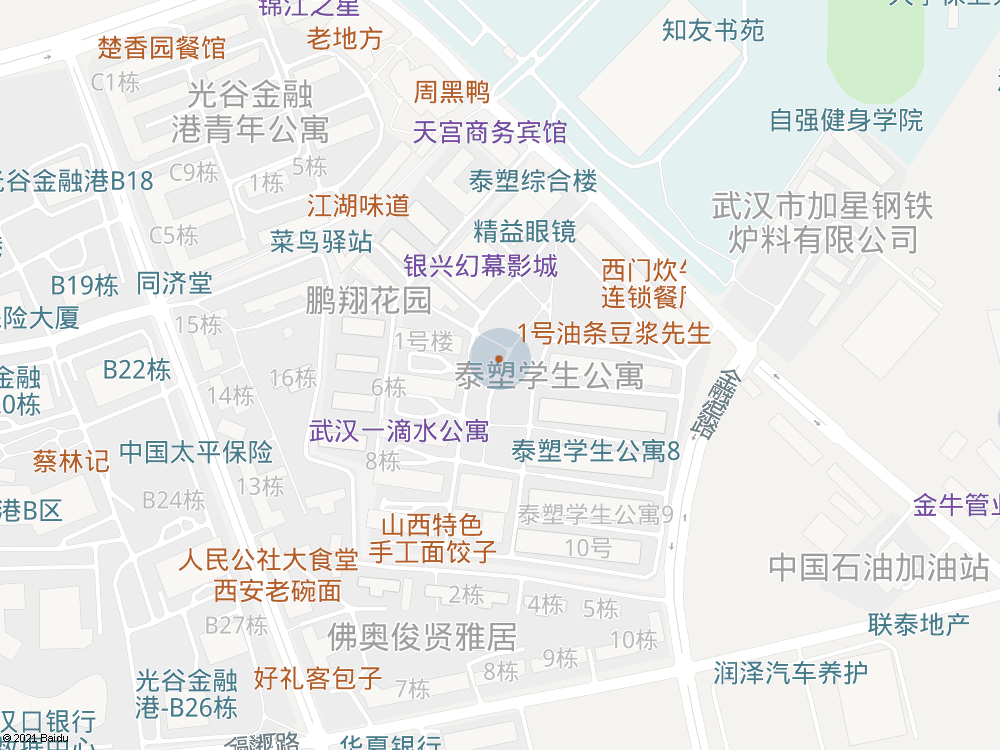 锦江之星
知友书苑
楚香园餐馆
老地方
C1栋
周黑鸭
光谷金融
港青年公寓
天宫商务宾馆
自强健身学院
5栋
C9栋
1栋
光谷金融港B18
泰塑综合楼
江湖味道
武汉市加星钢铁
炉料有限公司
C5栋
菜鸟驿站
精益眼镜
银兴幻幕影城
西门炊
连锁餐
B19栋
同济堂
鹏翔花园
15栋
险大厦
1号楼
1号油条豆浆先生
B22栋
16栋
泰塑学生公寓
金融
0栋
14栋
6栋
金融港路
武汉一滴水公寓
中国太平保险
泰塑学生公寓8
蔡林记
8栋
13栋
B24栋
港B区
金牛管业
山西特色
手工面饺子
泰塑学生公寓9
10号
人民公社大食堂
西安老碗面
中国石油加油站
2栋
4栋
5栋
B27栋
佛奥俊贤雅居
10栋
联泰地产
9栋
8栋
光谷金融
港-B26栋
好礼客包子
7栋
润泽汽车养护
汉口银行
数据中心
华夏银行
© 2021 Baidu